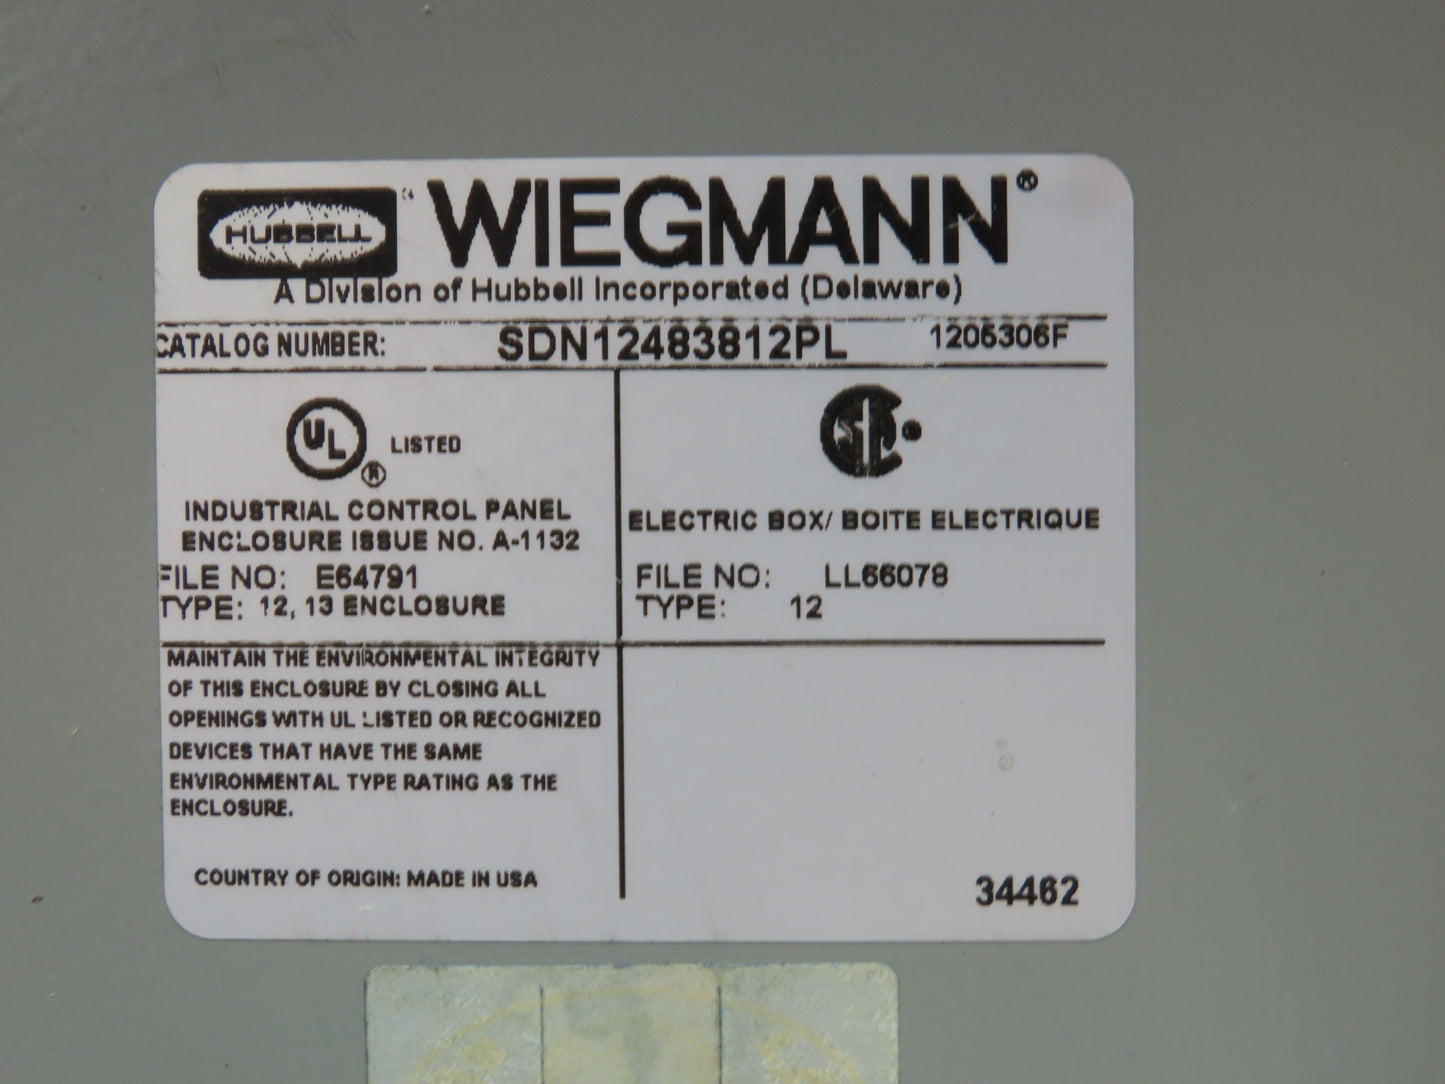 HUBBELL ® WIEGMANN®
A Division of Hubbell Incorporated (Delaware)
CATALOG NUMBER: SDN12483812PL 1205306F
UL ® LISTED
INDUSTRIAL CONTROL PANEL
ENCLOSURE ISSUE NO. A-1132
FILE NO: E64791
TYPE: 12, 13 ENCLOSURE
ELECTRIC BOX/ BOITE ELECTRIQUE
FILE NO: LL66078
TYPE: 12
MAINTAIN THE ENVIRONMENTAL INTEGRITY
OF THIS ENCLOSURE BY CLOSING ALL
OPENINGS WITH UL LISTED OR RECOGNIZED
DEVICES THAT HAVE THE SAME
ENVIRONMENTAL TYPE RATING AS THE
ENCLOSURE.
COUNTRY OF ORIGIN: MADE IN USA
34462